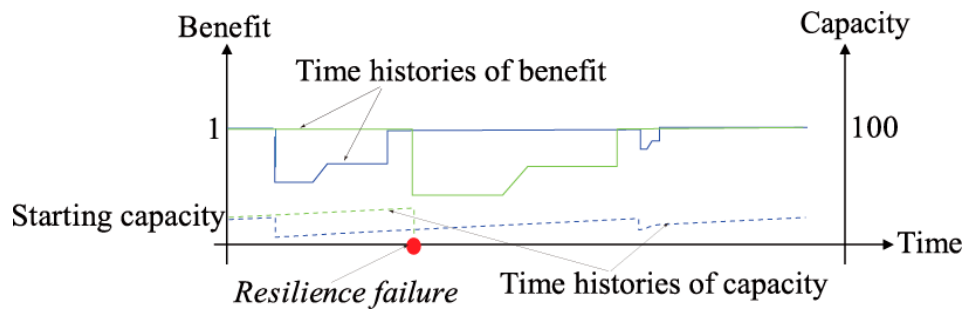 Benefit
Capacity
Time histories of benefit
1
100
Starting capacity
Time
Resilience failure
Time histories of capacity